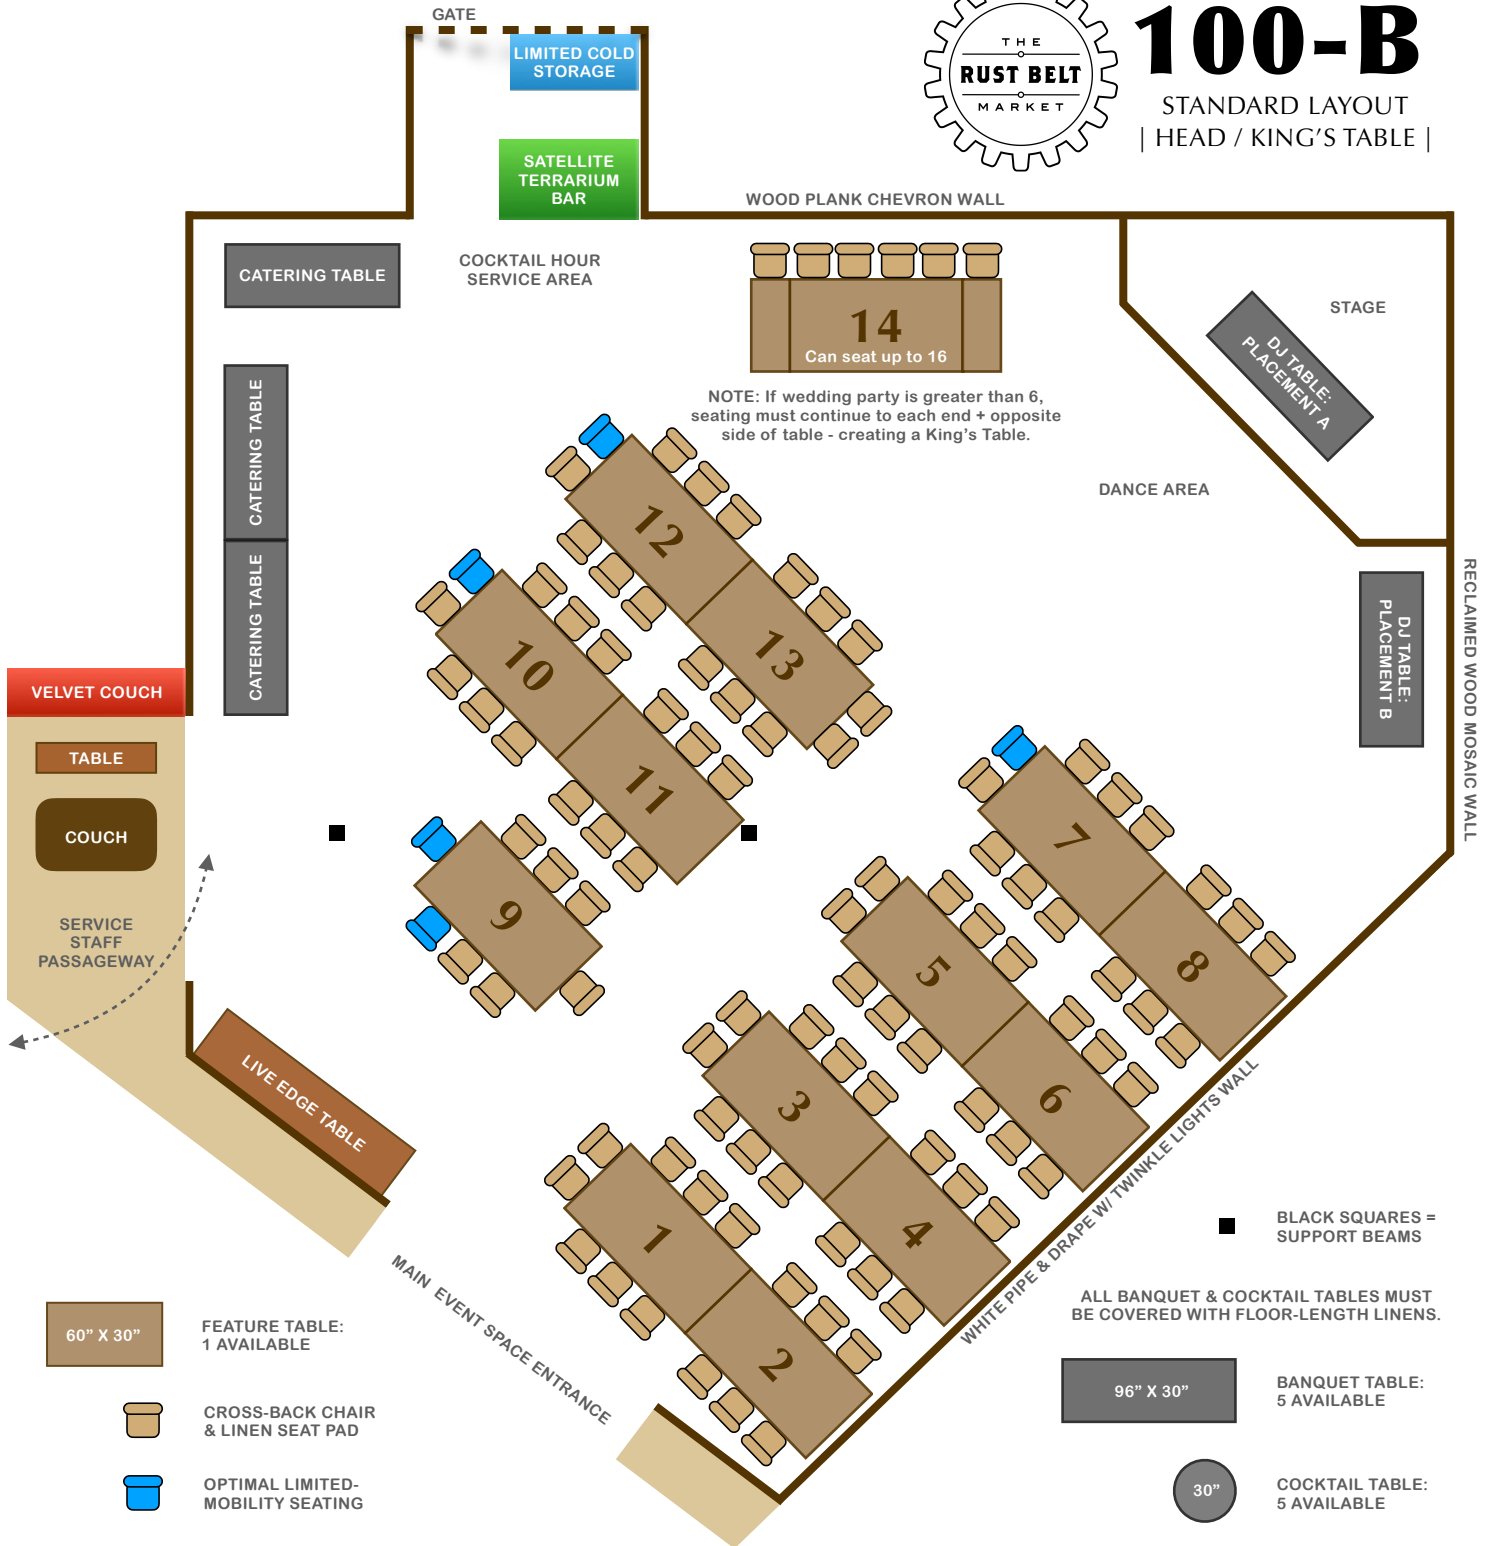 GATE
LIMITED COLD
STORAGE
SATELLITE
TERRARIUM
BAR
THE
RUST BELT
MARKET
100-B
STANDARD LAYOUT
| HEAD / KING'S TABLE |
WOOD PLANK CHEVRON WALL
CATERING TABLE
COCKTAIL HOUR
SERVICE AREA
14
Can seat up to 16
NOTE: If wedding party is greater than 6,
seating must continue to each end + opposite
side of table - creating a King's Table.
STAGE
DJ TABLE:
PLACEMENT A
DANCE AREA
CATERING TABLE
CATERING TABLE
DJ TABLE:
PLACEMENT B
RECLAIMED WOOD MOSAIC WALL
12
13
10
11
9
7
8
5
6
3
4
1
2
VELVET COUCH
TABLE
COUCH
SERVICE
STAFF
PASSAGEWAY
LIVE EDGE TABLE
MAIN EVENT SPACE ENTRANCE
WHITE PIPE & DRAPE W/ TWINKLE LIGHTS WALL
BLACK SQUARES =
SUPPORT BEAMS
ALL BANQUET & COCKTAIL TABLES MUST
BE COVERED WITH FLOOR-LENGTH LINENS.
60” X 30”
FEATURE TABLE:
1 AVAILABLE
CROSS-BACK CHAIR
& LINEN SEAT PAD
OPTIMAL LIMITED-
MOBILITY SEATING
96” X 30”
BANQUET TABLE:
5 AVAILABLE
30”
COCKTAIL TABLE:
5 AVAILABLE